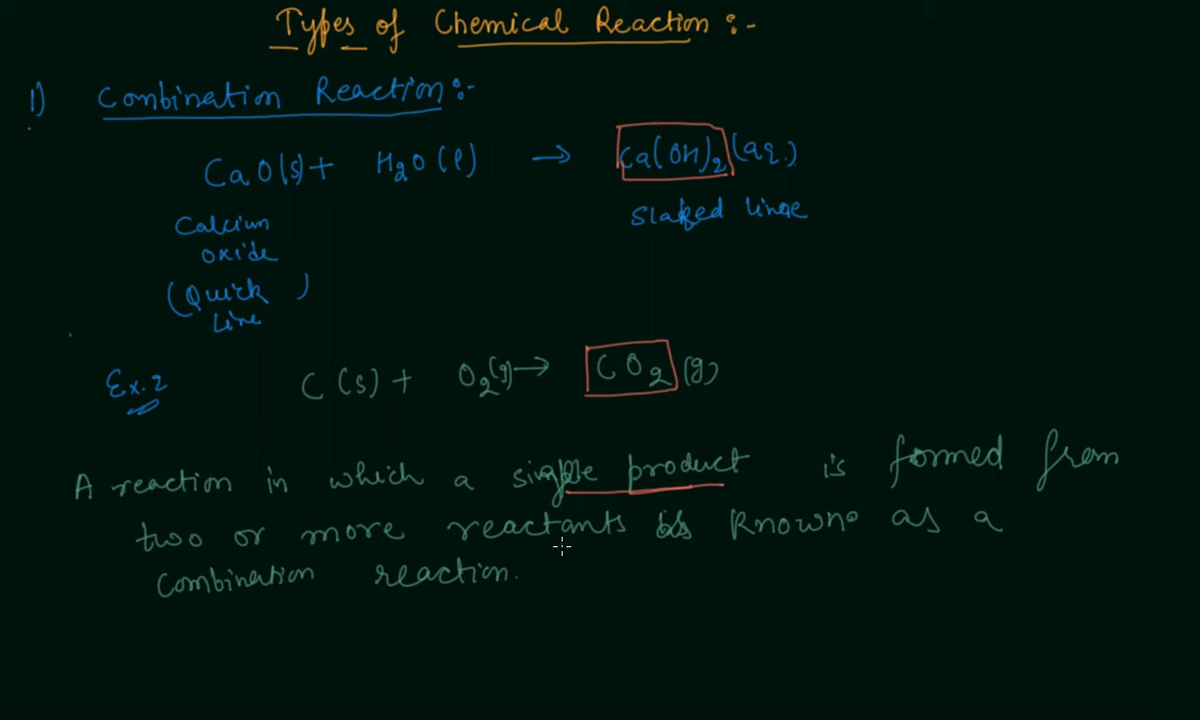 Types of Chemical Reaction :-
1) Combination Reaction:-
CaO(s) + H2O(l) → Ca(OH)2 (aq.)
Calcium oxide (Quick Line)
Slaked lime
Ex.2 C(s) + O2(g) → CO2(g)
A reaction in which a single product is formed from
two or more reactants is known as a
combination reaction.